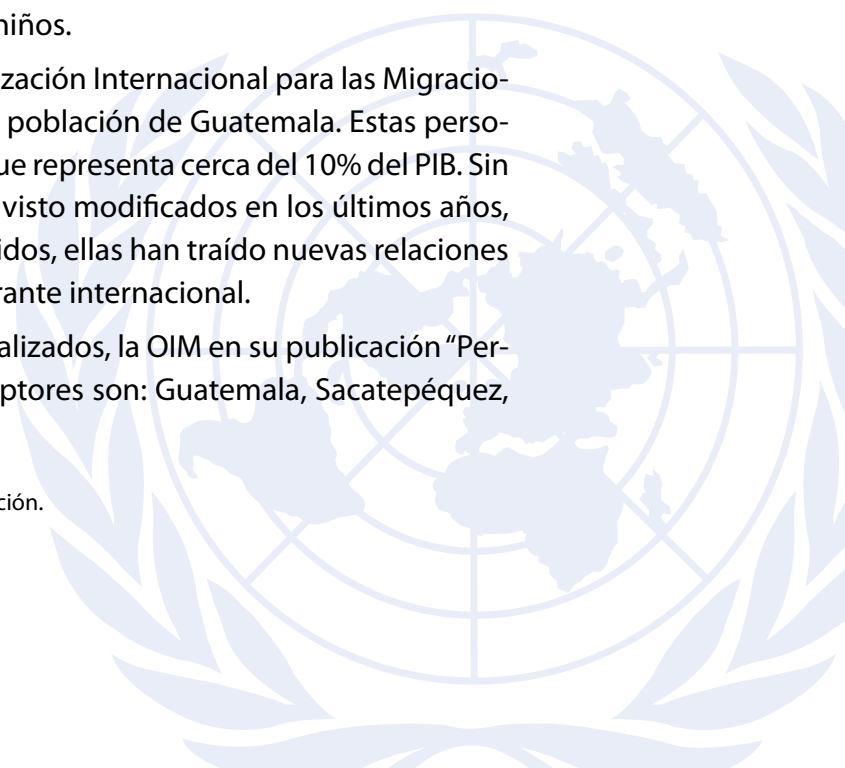 niños.
zación Internacional para las Migracio-
población de Guatemala. Estas perso-
ue representa cerca del 10% del PIB. Sin
visto modificados en los últimos años,
idos, ellas han traído nuevas relaciones
rante internacional.
alizados, la OIM en su publicación “Per-
ptores son: Guatemala, Sacatepéquez,
ción.